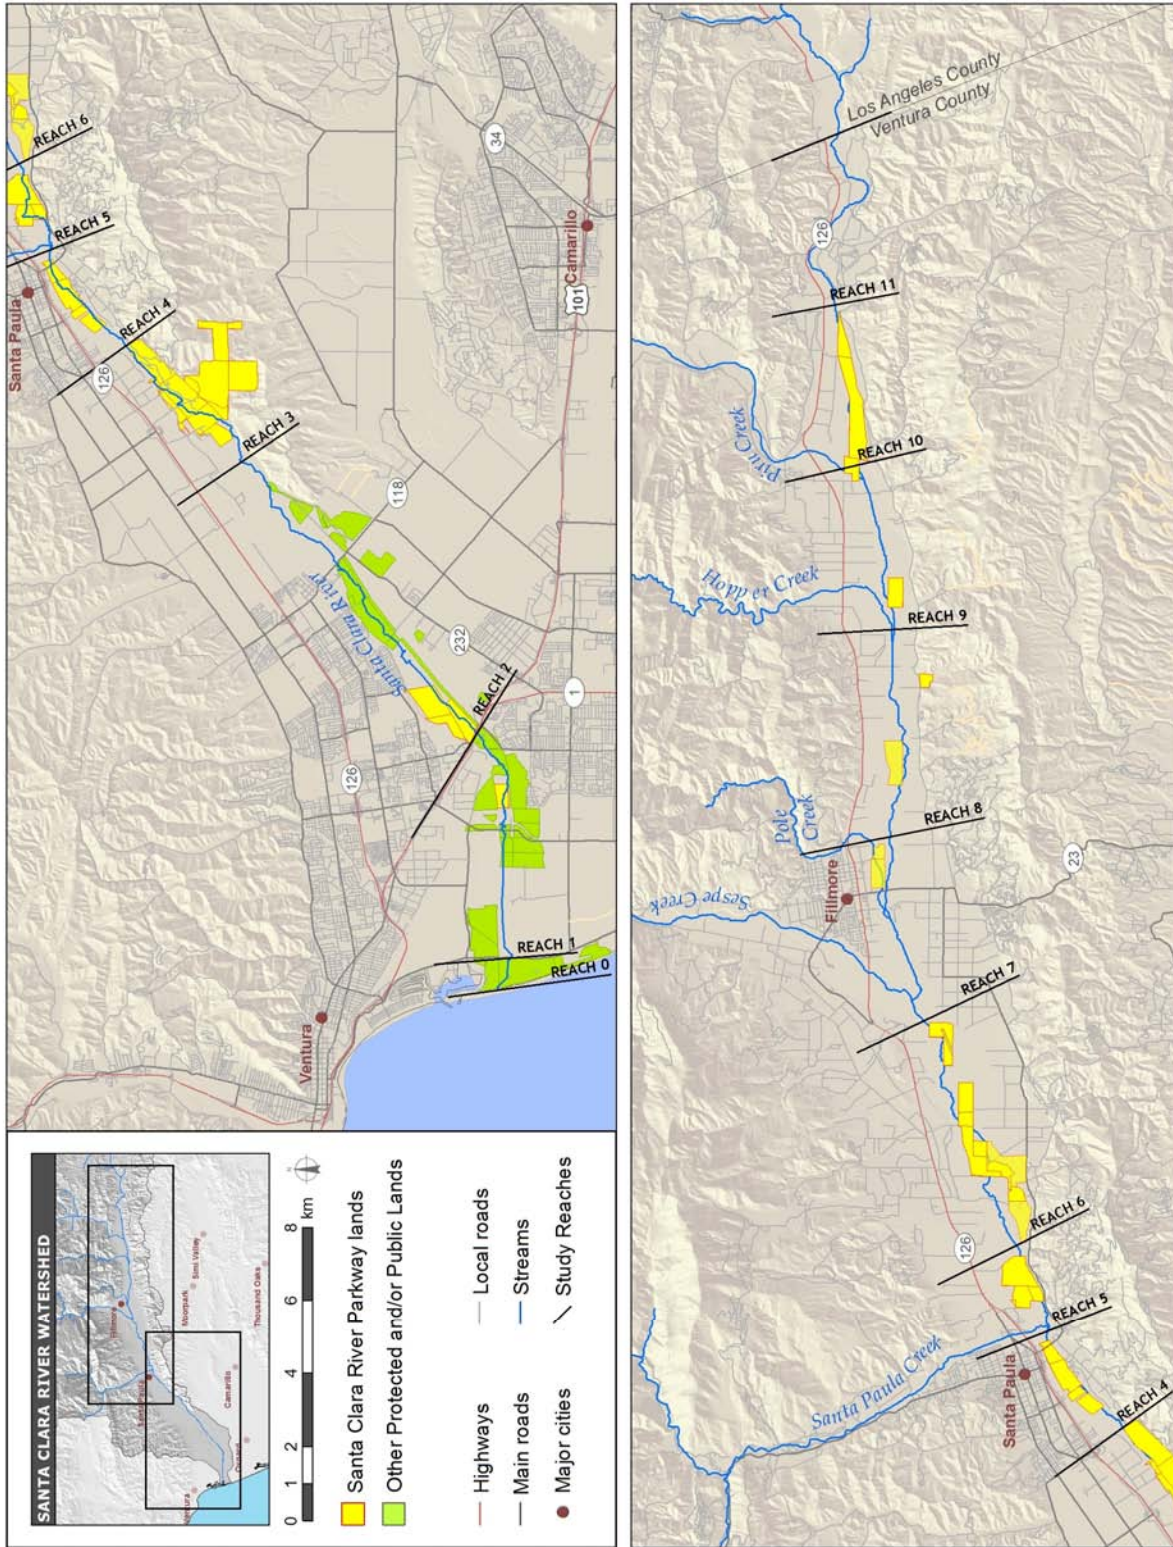 SANTA CLARA RIVER WATERSHED
Ventura
Oxnard
Camarillo
Thousand Oaks
Moorpark
Simi Valley
Santa Paula
Fillmore
0 1 2 4 6 8
km
N
Santa Clara River Parkway lands
Other Protected and/or Public Lands
Highways
Local roads
Main roads
Streams
Major cities
Study Reaches
Ventura
REACH 0
REACH 1
126
REACH 2
1
232
Santa Clara River
118
REACH 3
126
REACH 4
Santa Paula
REACH 5
REACH 6
101
Camarillo
34
REACH 4
Santa Paula
Santa Paula Creek
REACH 5
126
REACH 6
REACH 7
Sespe Creek
Fillmore
Pole
Creek
REACH 8
23
Hopper Creek
REACH 9
Piru Creek
REACH 10
REACH 11
126
Los Angeles County
Ventura County